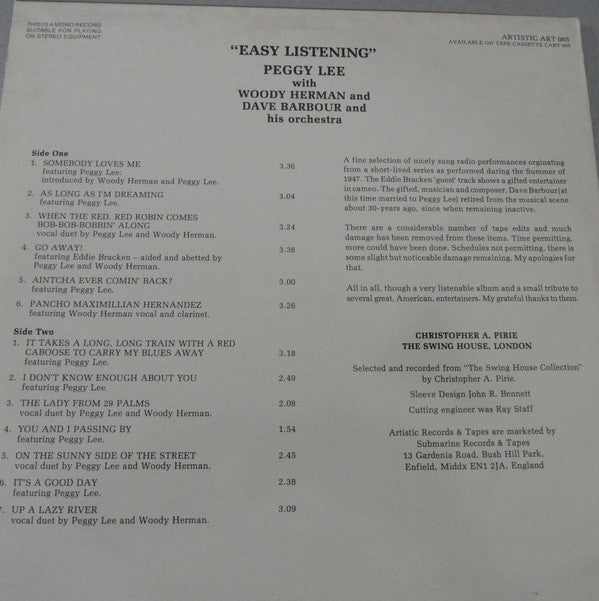 THIS IS A MONO RECORD
SUITABLE FOR PLAYING
ON STEREO EQUIPMENT
ARTISTIC ART 005
AVAILABLE ON TAPE CASSETTE CART 005
"EASY LISTENING"
PEGGY LEE
with
WOODY HERMAN and
DAVE BARBOUR and
his orchestra
Side One
1. SOMEBODY LOVES ME 3.36
featuring Peggy Lee:
introduced by Woody Herman and Peggy Lee.
2. AS LONG AS I'M DREAMING 3.04
featuring Peggy Lee.
3. WHEN THE RED, RED ROBIN COMES
BOB-BOB-BOBBIN' ALONG 3.24
vocal duet by Peggy Lee and Woody Herman.
4. GO AWAY! 3.38
featuring Eddie Bracken - aided and abetted by
Peggy Lee and Woody Herman.
5. AINTCHA EVER COMIN' BACK? 3.00
featuring Peggy Lee.
6. PANCHO MAXIMILLIAN HERNANDEZ 3.26
featuring Woody Herman vocal and clarinet.
Side Two
1. IT TAKES A LONG, LONG TRAIN WITH A RED
CABOOSE TO CARRY MY BLUES AWAY 3.18
featuring Peggy Lee.
2. I DON'T KNOW ENOUGH ABOUT YOU 2.49
featuring Peggy Lee.
3. THE LADY FROM 29 PALMS 2.08
vocal duet by Peggy Lee and Woody Herman.
4. YOU AND I PASSING BY 1.54
featuring Peggy Lee.
5. ON THE SUNNY SIDE OF THE STREET 2.45
vocal duet by Peggy Lee and Woody Herman.
6. IT'S A GOOD DAY 2.38
featuring Peggy Lee.
7. UP A LAZY RIVER 3.09
vocal duet by Peggy Lee and Woody Herman.
A fine selection of nicely sung radio performances orginating
from a short-lived series as performed during the Summer of
1947. The Eddie Bracken 'guest' track shows a gifted entertainer
in cameo. The gifted, musician and composer, Dave Barbour(at
this time married to Peggy Lee) retired from the musical scene
about 30-years ago, since when remaining inactive.
There are a considerable number of tape edits and much
damage has been removed from these items. Time permitting,
more could have been done. Schedules not permitting, there is
some slight but noticeable damage remaining. My apologies for
that.
All in all, though a very listenable album and a small tribute to
several great, American, entertainers. My grateful thanks to them.
CHRISTOPHER A. PIRIE
THE SWING HOUSE, LONDON
Selected and recorded from "The Swing House Collection"
by Christopher A. Pirie.
Sleeve Design John R. Bennett
Cutting engineer was Ray Staff
Artistic Records & Tapes are marketed by
Submarine Records & Tapes
13 Gardenia Road, Bush Hill Park,
Enfield, Middx EN1 2JA, England